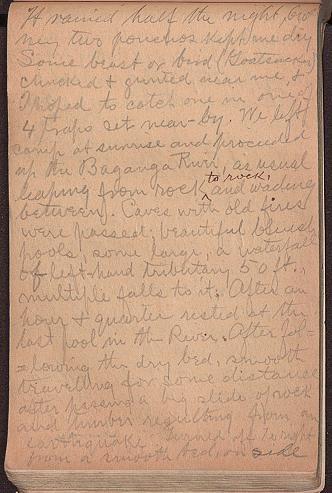 It rained half the night, bro
ney two ponchos kept me dry
Some beast or bird (Goatsucker)
chucked & grunted near me &
I hoped to catch one in one of
4 traps set near-by. We left
camp at sunrise and proceeded
up the Baganga River, as usual
leaping from rock to rock, and wading
between. Caves with old fires
were passed; beautiful bluish
pools, some large, a waterfall
of left-hand tributary 50 ft.,
multiple falls to it. After an
hour & quarter rested at the
last pool in the River. After fol-
=lowing the dry bed, smooth
travelling for some distance
after passing a big slide of rock
and timber resulting from an
earthquake. Turned off to right
from a smooth bed, on side